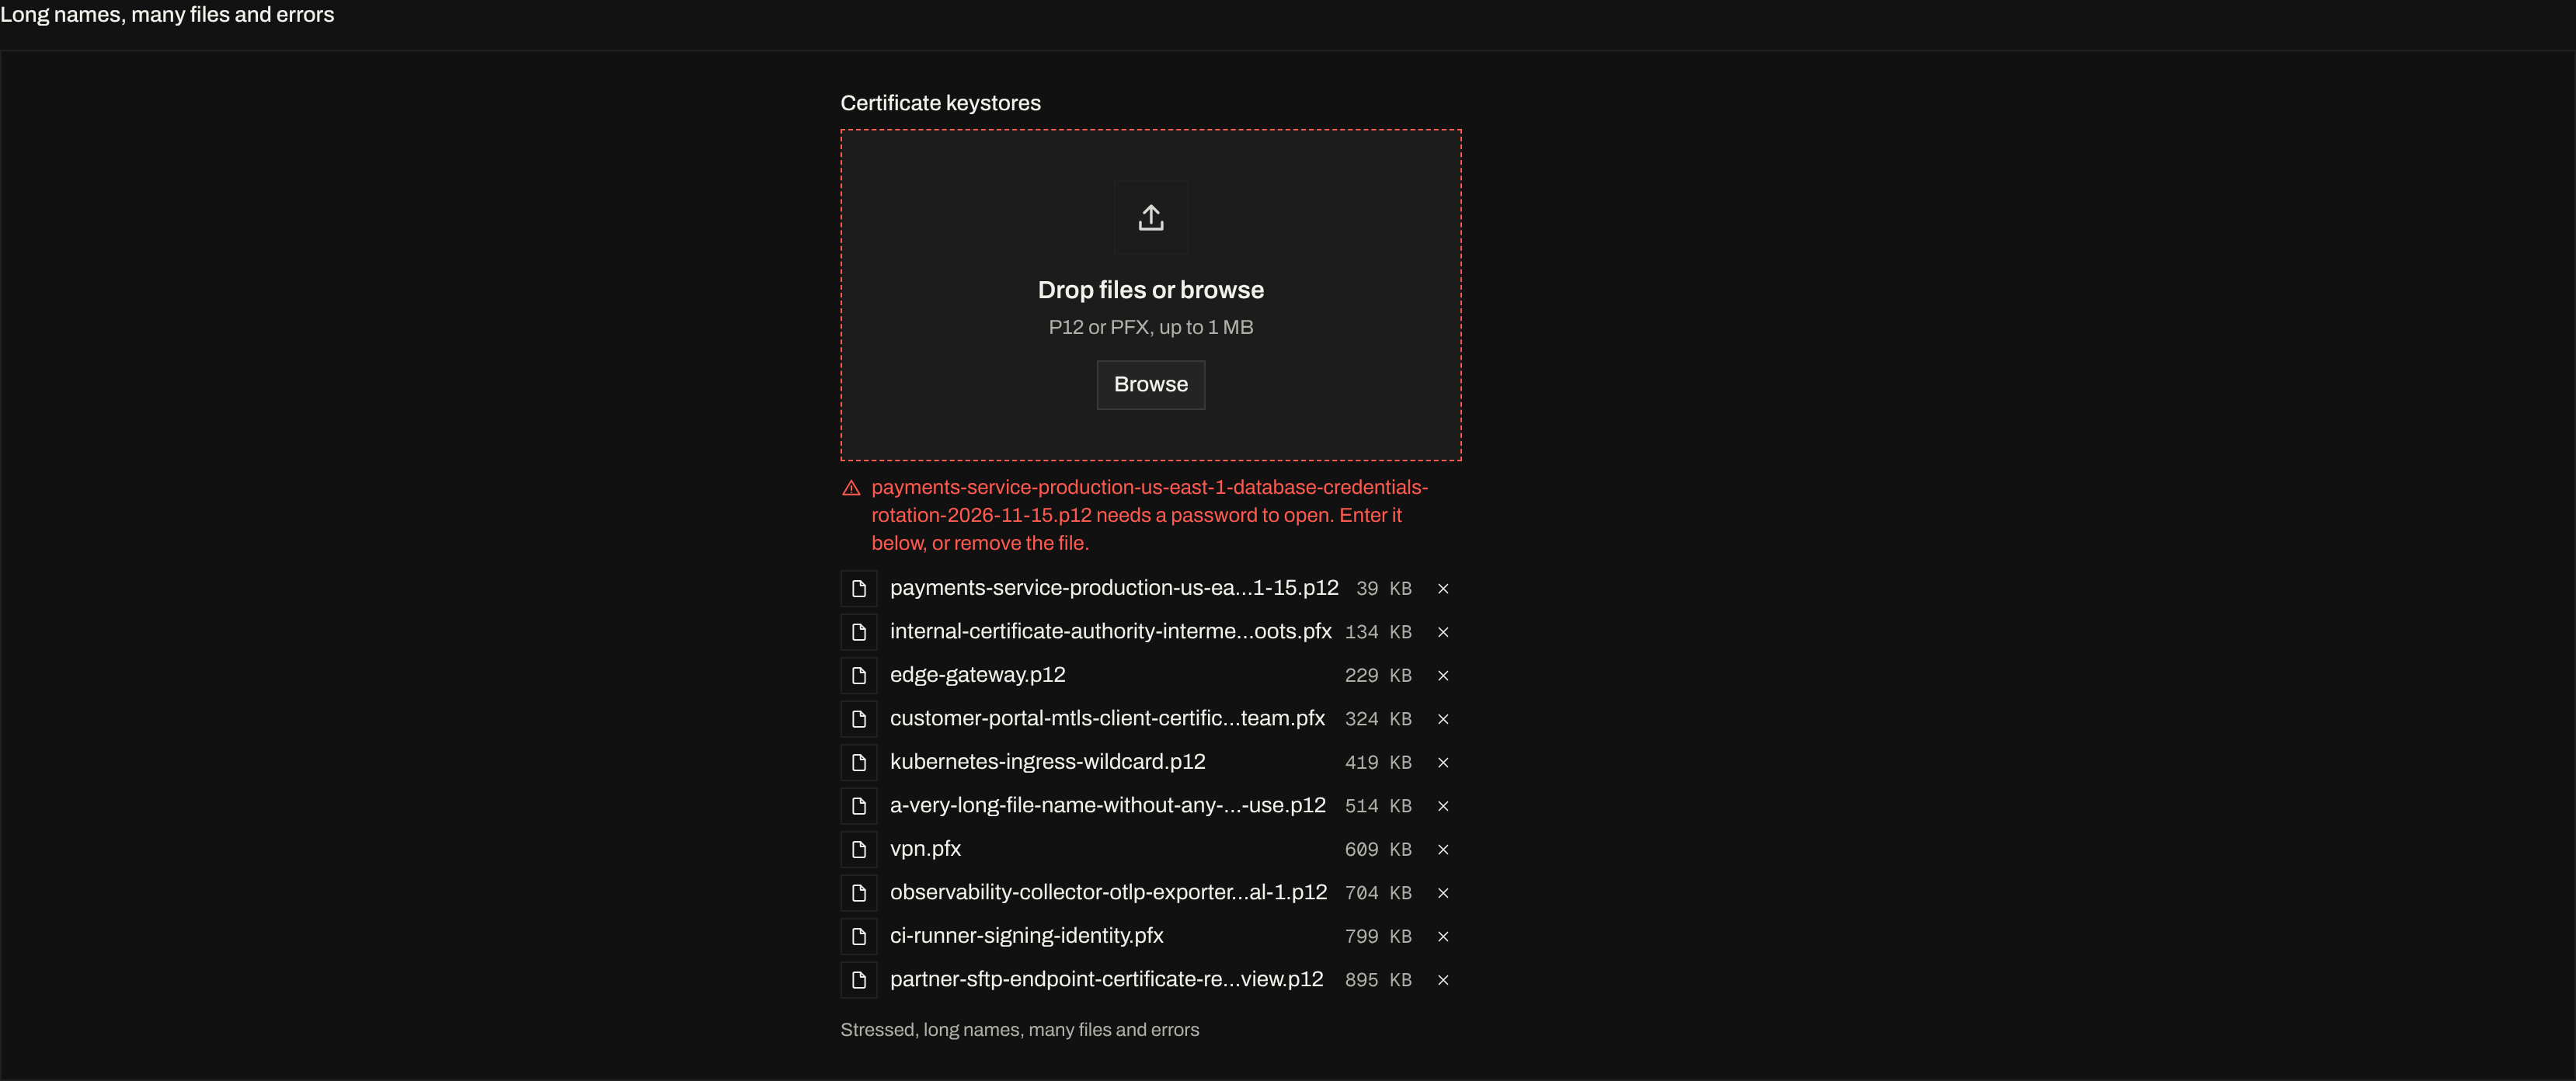 Long names, many files and errors
Certificate keystores
Drop files or browse
P12 or PFX, up to 1 MB
Browse
payments-service-production-us-east-1-database-credentials-
rotation-2026-11-15.p12 needs a password to open. Enter it
below, or remove the file.
payments-service-production-us-ea...1-15.p12 39 KB
internal-certificate-authority-interme...oots.pfx 134 KB
edge-gateway.p12 229 KB
customer-portal-mtls-client-certific...team.pfx 324 KB
kubernetes-ingress-wildcard.p12 419 KB
a-very-long-file-name-without-any-...-use.p12 514 KB
vpn.pfx 609 KB
observability-collector-otlp-exporter...al-1.p12 704 KB
ci-runner-signing-identity.pfx 799 KB
partner-sftp-endpoint-certificate-re...view.p12 895 KB
Stressed, long names, many files and errors